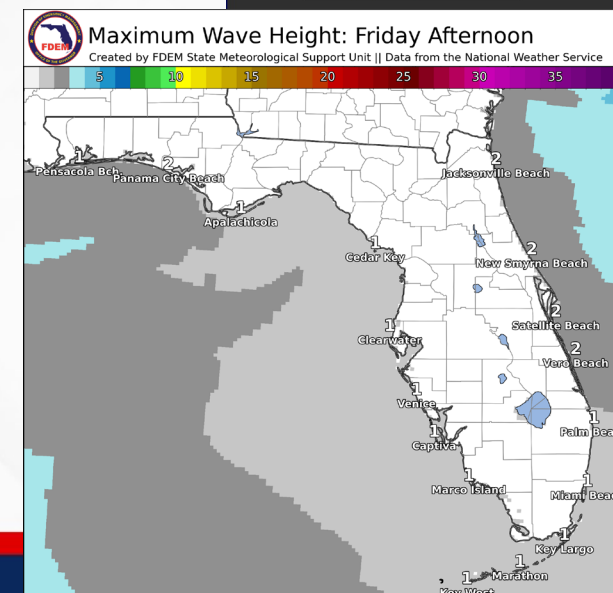 FDEM
Maximum Wave Height: Friday Afternoon
Created by FDEM State Meteorological Support Unit || Data from the National Weather Service
5 10 15 20 25 30 35
1
Pensacola Bch
2
Panama City Beach
2
Jacksonville Beach
1
Apalachicola
1
Cedar Key
2
New Smyrna Beach
2
Satellite Beach
1
Clearwater
2
Vero Beach
1
Venice
1
Palm Bea
1
Captiva
1
Marco Island
1
Miami Beac
1
Key Largo
1
Marathon
1
Key West